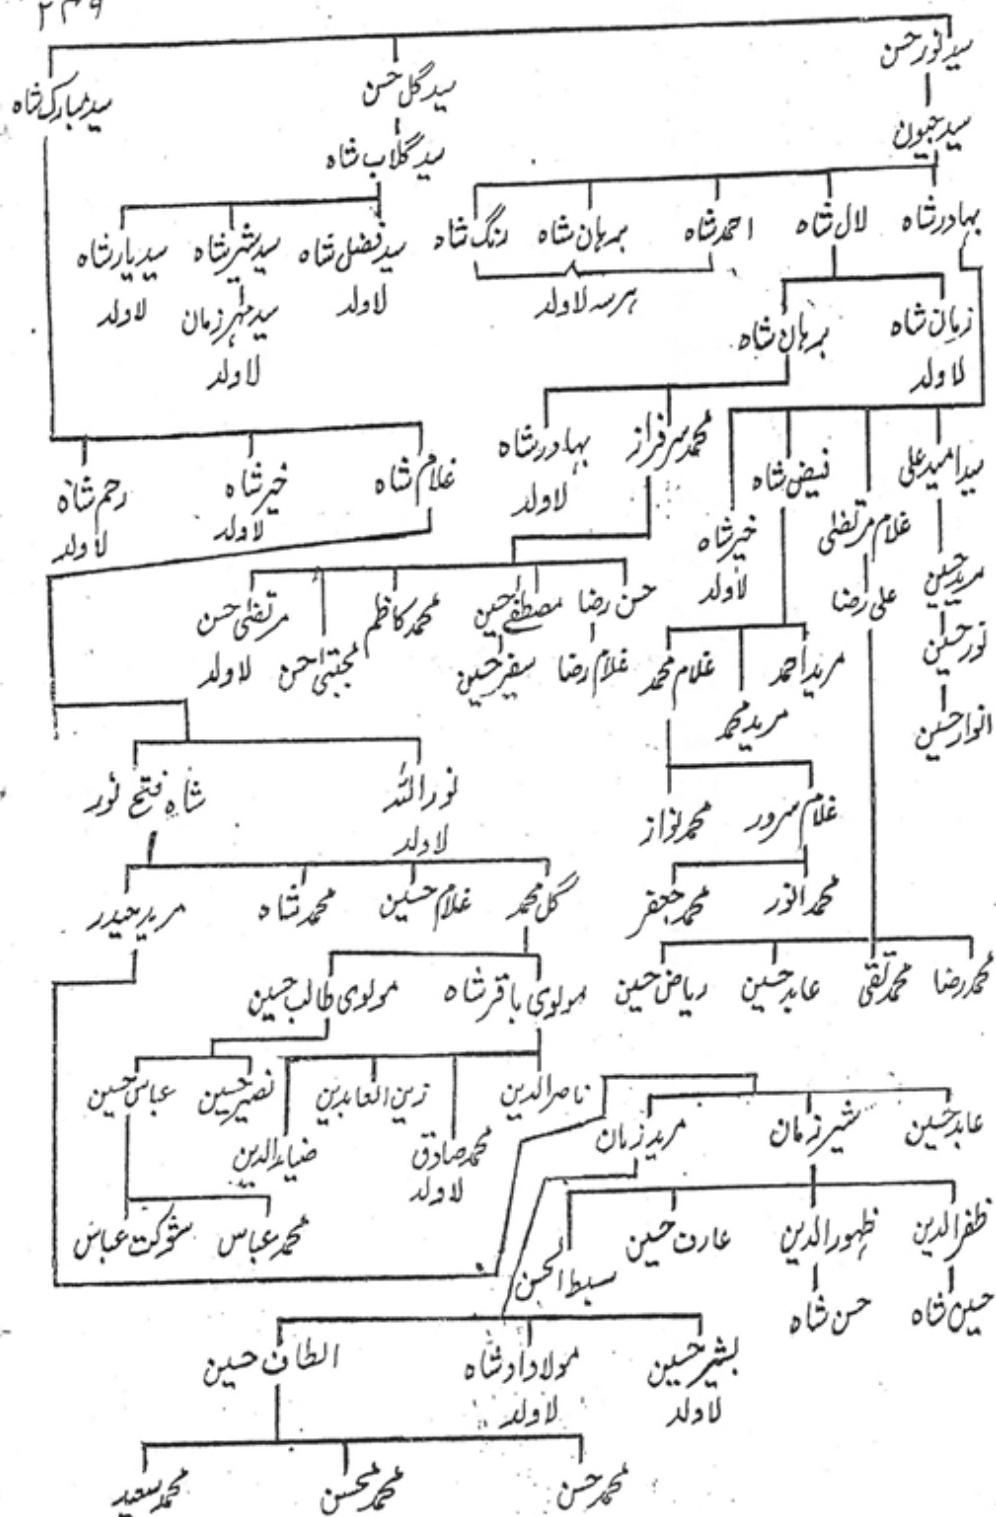 ۲۴۹
سید نور حسن
سید گل حسن
سید مبارک شاہ
سید جیون
سید گلاب شاہ
بہادر شاہ
لال شاہ
احمد شاہ
برہان شاہ
رنگ شاہ
سید فضل شاہ
سید شیر شاہ
سید یار شاہ
ہر سہ لاولد
لاولد
سید مہر زمان
لاولد
لاولد
زمان شاہ
برہان شاہ
لاولد
محمد سرفراز
بہادر شاہ
لاولد
سید امید علی
غلام مرتضیٰ
فیض شاہ
خیر شاہ
لاولد
غلام شاہ
خیر شاہ
لاولد
رحم شاہ
لاولد
مرید حسین
علی رضا
حسن رضا
مصطفےٰ حسین
محمد کاظم
مجتبیٰ حسن
مرتضیٰ حسن
لاولد
نور حسین
غلام رضا
سفیر حسین
انوار حسین
مرید احمد
مرید محمد
غلام محمد
نور اللہ
لاولد
شاہ فتح نور
غلام سرور
محمد نواز
گل محمد
غلام حسین
محمد شاہ
مرید حیدر
محمد انور
محمد جعفر
محمد رضا
محمد تقی
عابد حسین
ریاض حسین
مولوی باقر شاہ
مولوی طالب حسین
ناصر الدین
محمد صادق
لاولد
زین العابدین
ضیاء الدین
نصیر حسین
عباس حسین
عابد حسین
شیر زمان
مرید زمان
محمد عباس
شوکت عباس
ظفر الدین
ظہور الدین
عارف حسین
سبط الحسن
حسین شاہ
حسن شاہ
بشیر حسین
لاولد
مولا داد شاہ
لاولد
الطاف حسین
محمد حسن
محمد محسن
محمد سعید